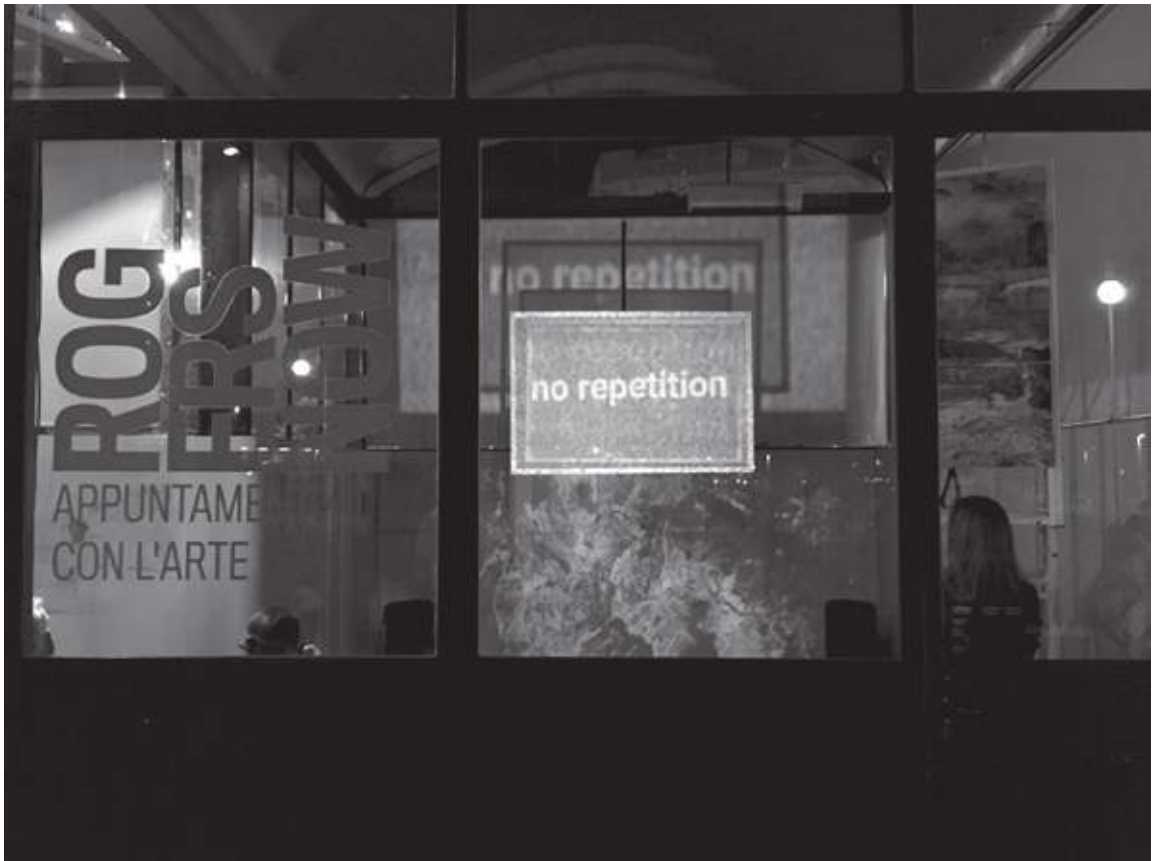 ROG
ERS
NOW
APPUNTAME
CON L'ARTE
no repetition
no repetition